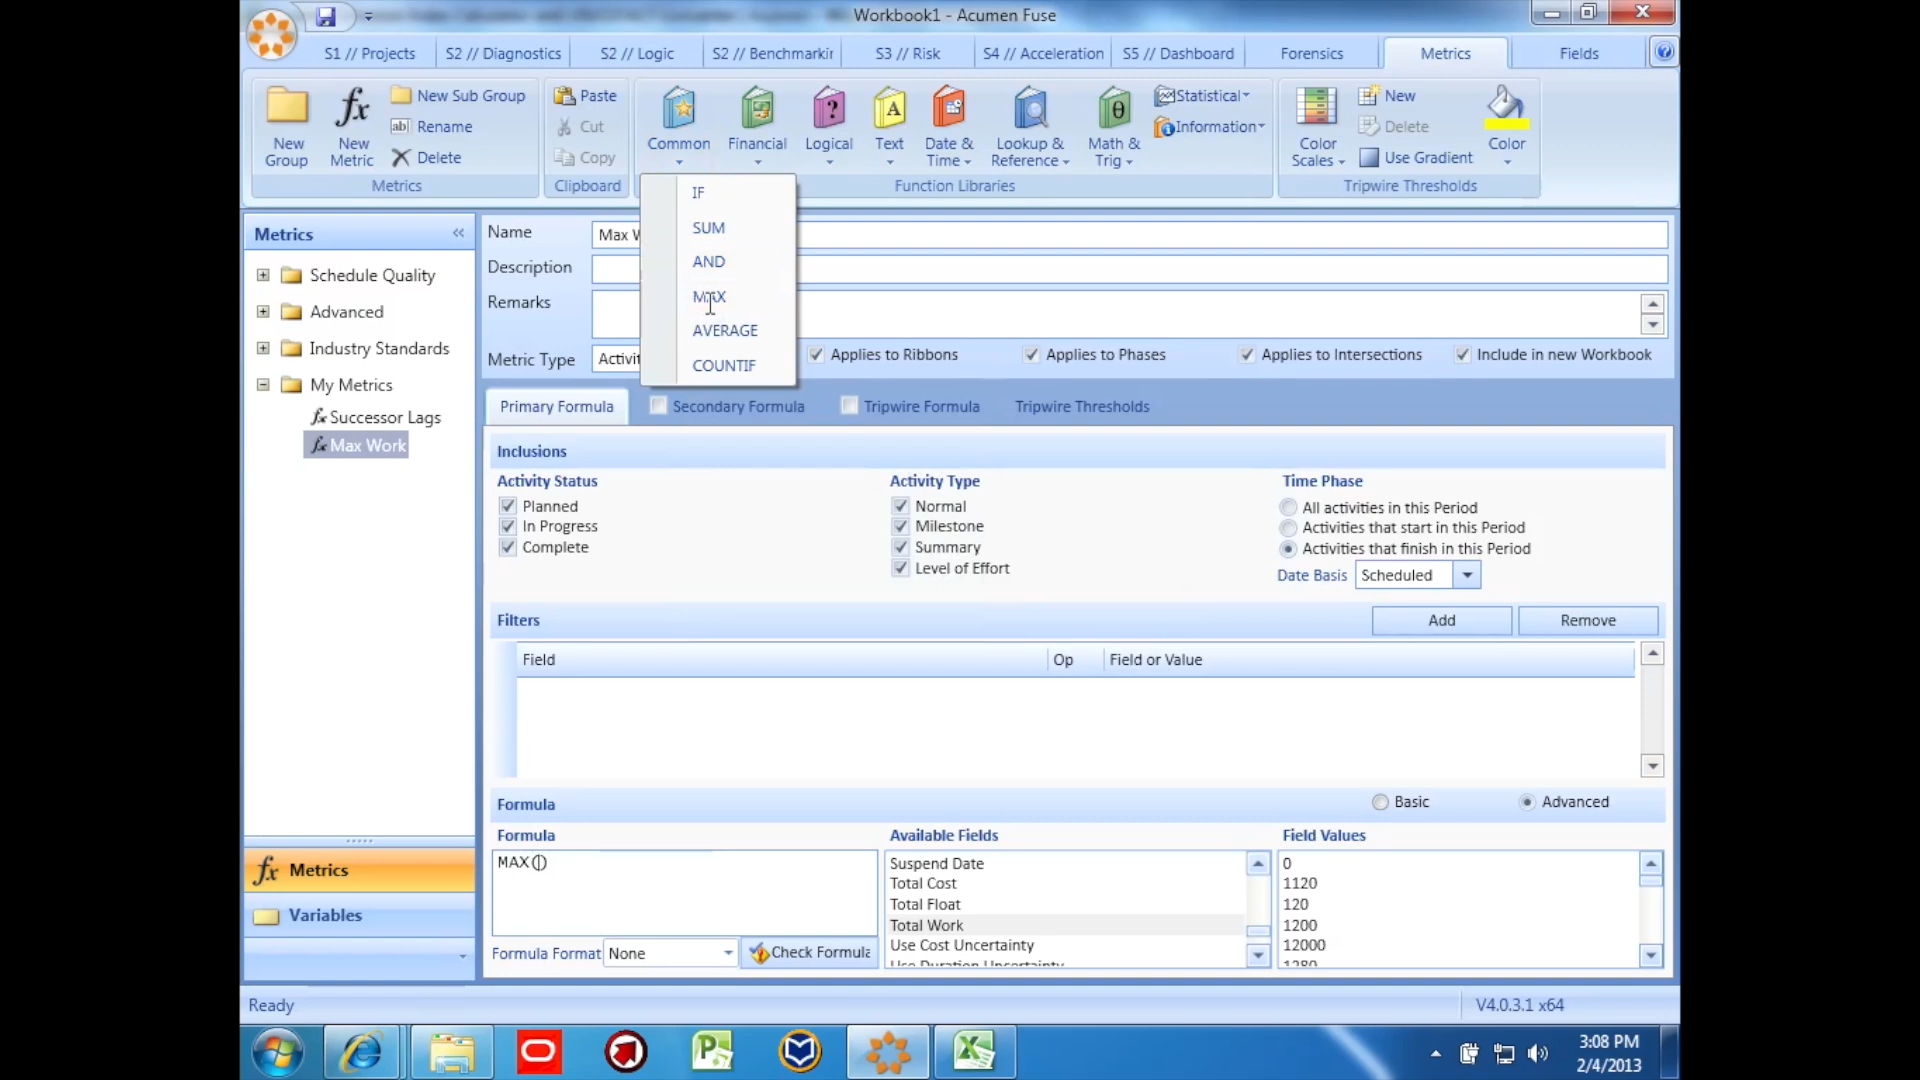 Workbook1 - Acumen Fuse
S1 // Projects
S2 // Diagnostics
S2 // Logic
S2 // Benchmarkir
S3 // Risk
S4 // Acceleration
S5 // Dashboard
Forensics
Metrics
Fields
New Group
fx New Metric
New Sub Group
Rename
Delete
Metrics
Paste
Cut
Copy
Clipboard
Common
Financial
Logical
Text
Date & Time
Lookup & Reference
Math & Trig
Statistical
Information
Function Libraries
Color Scales
New
Delete
Use Gradient
Color
Tripwire Thresholds
IF
SUM
AND
MAX
AVERAGE
COUNTIF
Metrics
Schedule Quality
Advanced
Industry Standards
My Metrics
fx Successor Lags
fx Max Work
fx Metrics
Variables
Name
Max W
Description
Remarks
Metric Type
Activit
Applies to Ribbons
Applies to Phases
Applies to Intersections
Include in new Workbook
Primary Formula
Secondary Formula
Tripwire Formula
Tripwire Thresholds
Inclusions
Activity Status
Planned
In Progress
Complete
Activity Type
Normal
Milestone
Summary
Level of Effort
Time Phase
All activities in this Period
Activities that start in this Period
Activities that finish in this Period
Date Basis
Scheduled
Filters
Add
Remove
Field
Op
Field or Value
Formula
Basic
Advanced
Formula
MAX()
Formula Format
None
Check Formula
Available Fields
Suspend Date
Total Cost
Total Float
Total Work
Use Cost Uncertainty
Use Duration Uncertainty
Field Values
0
1120
120
1200
12000
1280
Ready
V4.0.3.1 x64
3:08 PM
2/4/2013